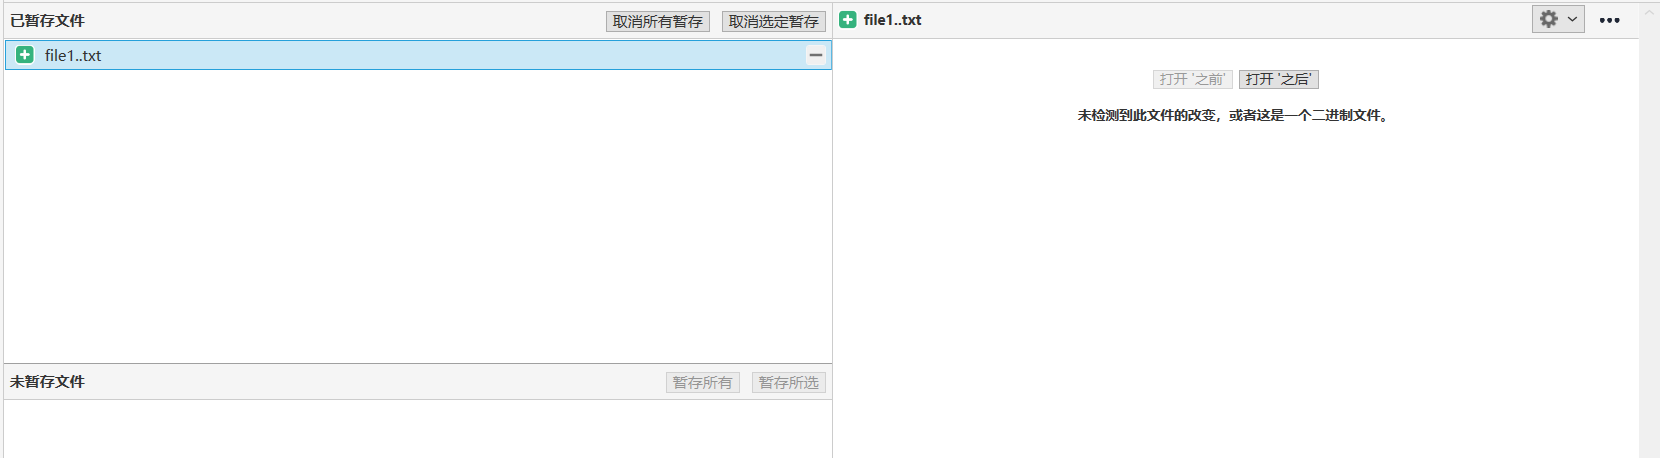 已暂存文件 取消所有暂存 取消选定暂存
file1..txt
未暂存文件 暂存所有 暂存所选
file1..txt
打开 '之前' 打开 '之后'
未检测到此文件的改变，或者这是一个二进制文件。